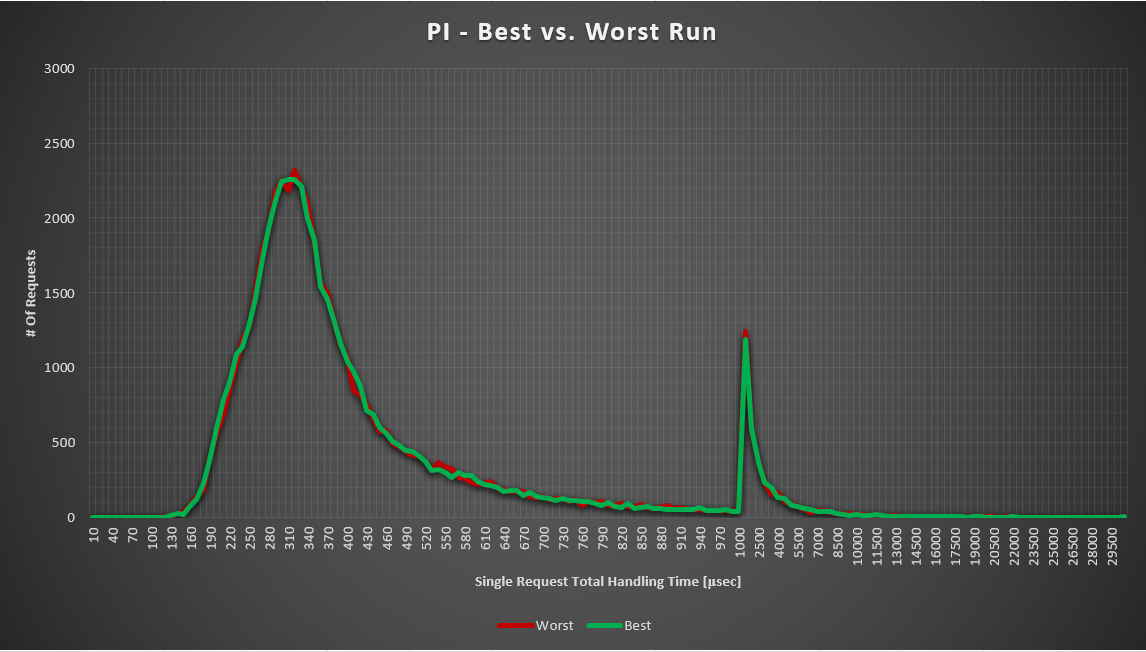 PI - Best vs. Worst Run
3000
2500
2000
1500
1000
500
0
# Of Requests
10 40 70 100 130 160 190 220 250 280 310 340 370 400 430 460 490 520 550 580 610 640 670 700 730 760 790 820 850 880 910 940 970 1000 2500 4000 5500 7000 8500 10000 11500 13000 14500 16000 17500 19000 20500 22000 23500 25000 26500 28000 29500
Single Request Total Handling Time [μsec]
Worst Best